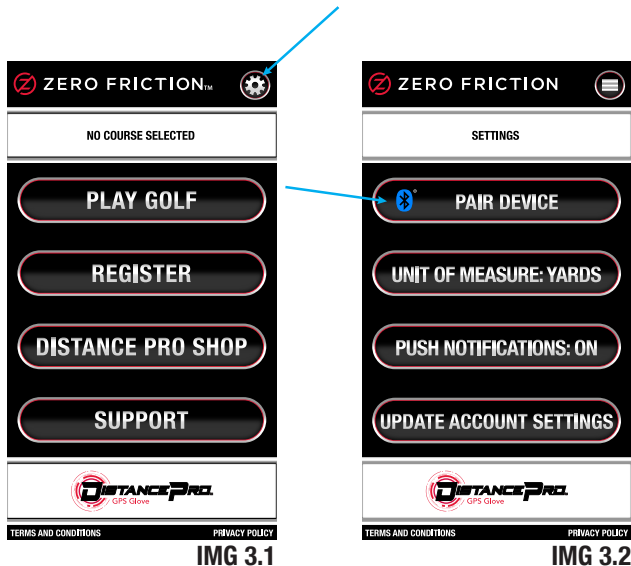 ZERO FRICTION™
NO COURSE SELECTED
PLAY GOLF
REGISTER
DISTANCE PRO SHOP
SUPPORT
DISTANCEPRO
GPS Glove
TERMS AND CONDITIONS PRIVACY POLICY
IMG 3.1
ZERO FRICTION
SETTINGS
PAIR DEVICE
UNIT OF MEASURE: YARDS
PUSH NOTIFICATIONS: ON
UPDATE ACCOUNT SETTINGS
DISTANCEPRO
GPS Glove
TERMS AND CONDITIONS PRIVACY POLICY
IMG 3.2